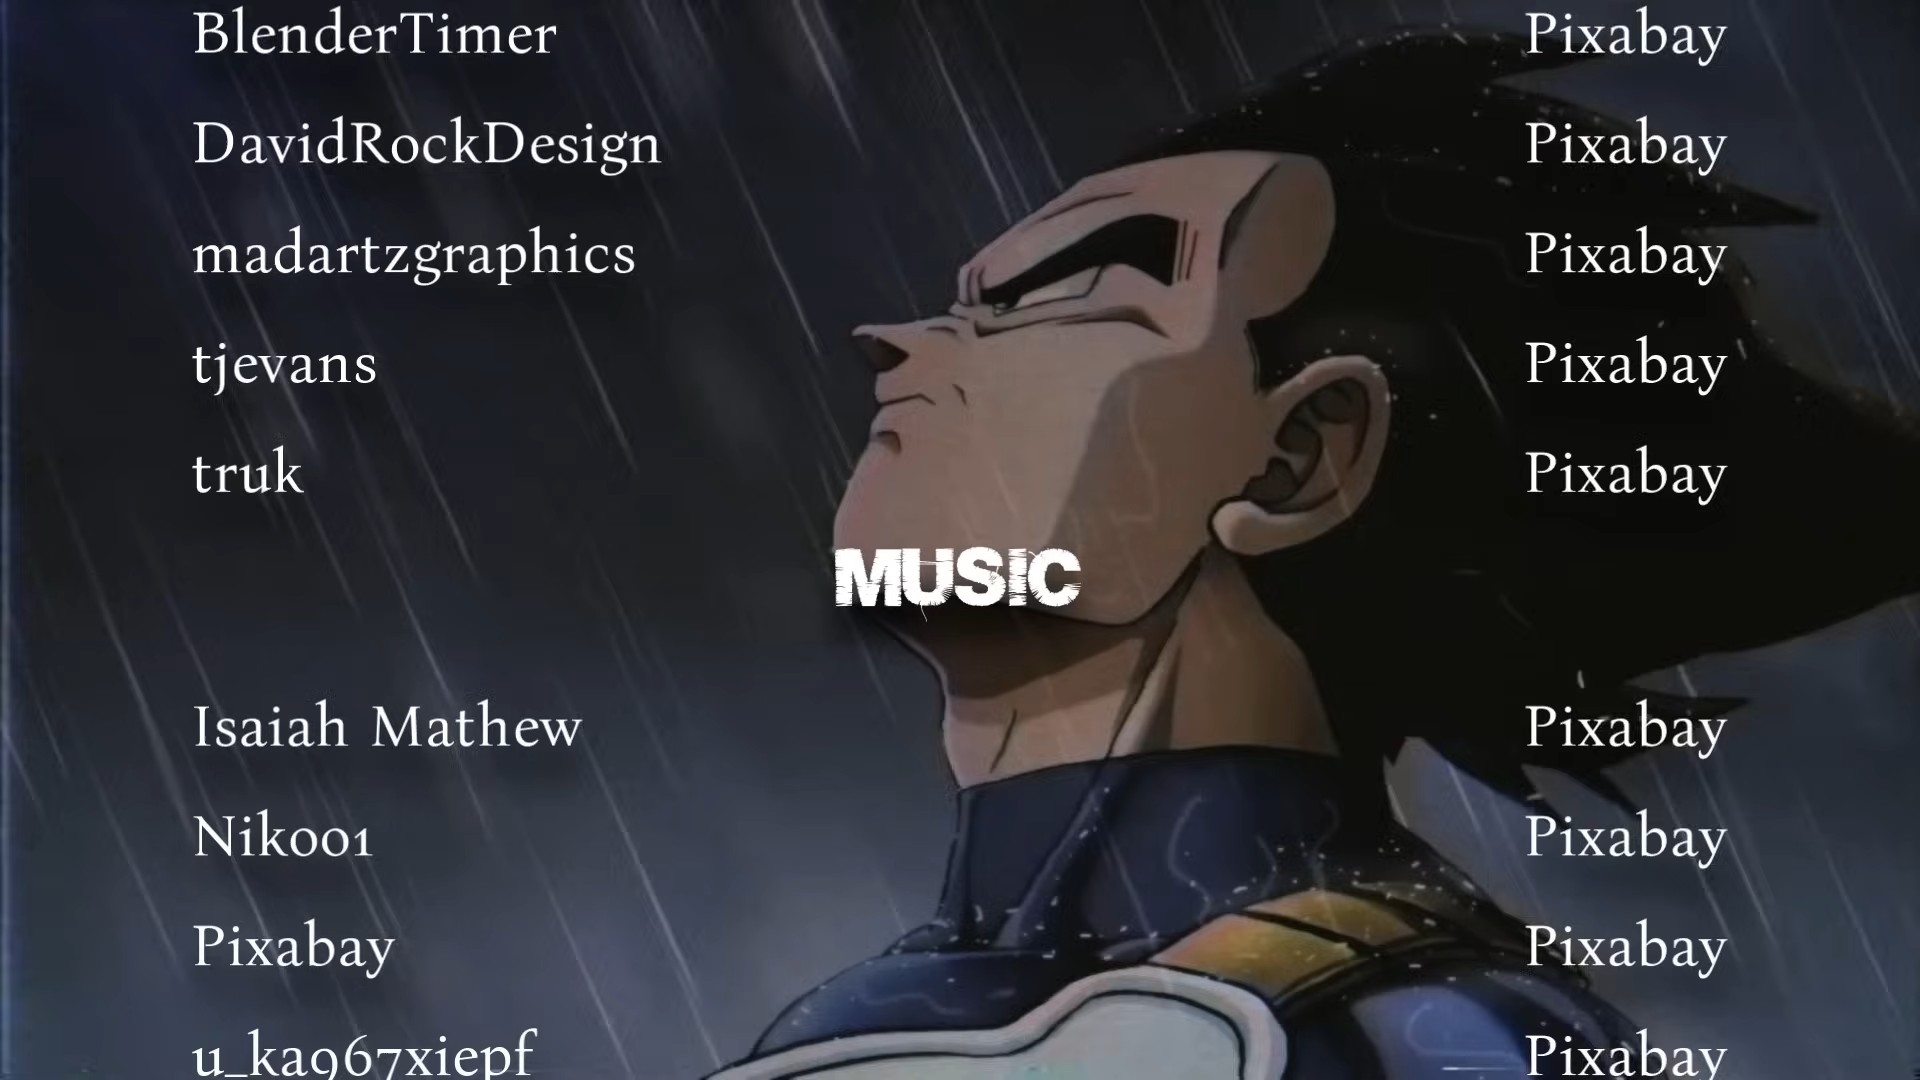 BlenderTimer Pixabay
DavidRockDesign Pixabay
madartzgraphics Pixabay
tjevans Pixabay
truk Pixabay
MUSIC
Isaiah Mathew Pixabay
Niko01 Pixabay
Pixabay Pixabay
u_ka967xiepf Pixabay